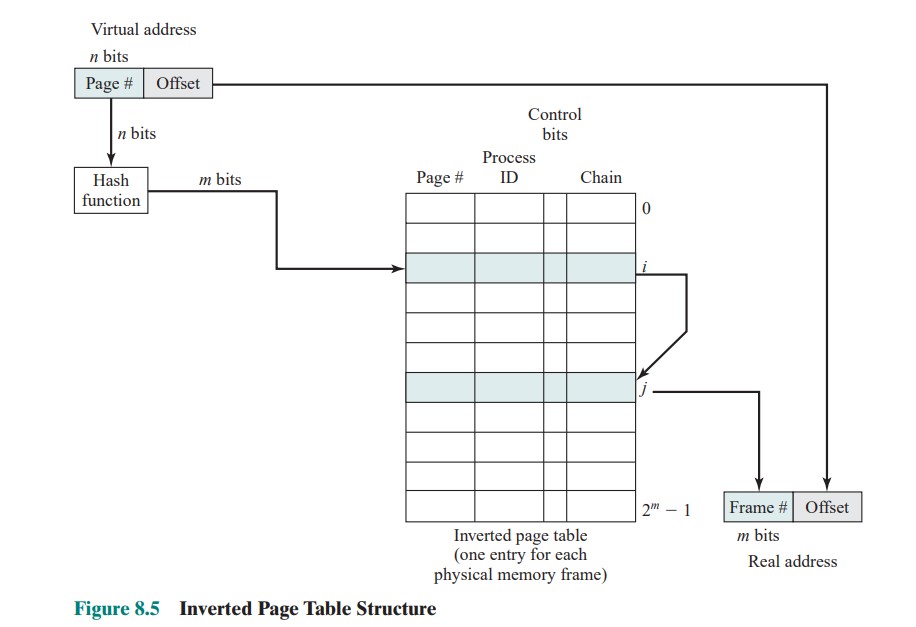 Virtual address
n bits
Page # Offset
n bits
Hash
function
m bits
Control
bits
Process
ID
Page #
Chain
0
i
j
2^m − 1
Inverted page table
(one entry for each
physical memory frame)
Frame # Offset
m bits
Real address
Figure 8.5 Inverted Page Table Structure